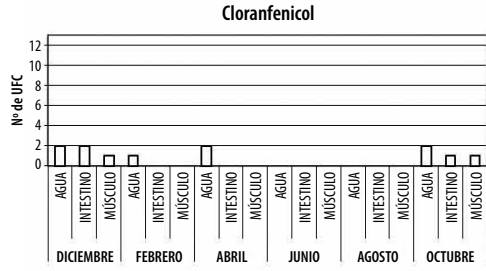 Cloranfenicol
Nº de UFC
12
10
8
6
4
2
0
AGUA INTESTINO MÚSCULO AGUA INTESTINO MÚSCULO AGUA INTESTINO MÚSCULO AGUA INTESTINO MÚSCULO AGUA INTESTINO MÚSCULO AGUA INTESTINO MÚSCULO
DICIEMBRE FEBRERO ABRIL JUNIO AGOSTO OCTUBRE